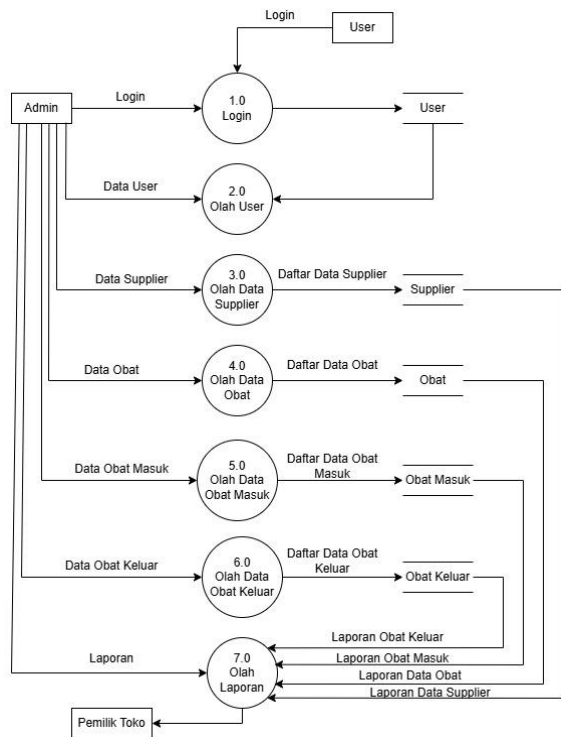 Login
User
Admin
Login
1.0
Login
User
Data User
2.0
Olah User
Data Supplier
3.0
Olah Data
Supplier
Daftar Data Supplier
Supplier
Data Obat
4.0
Olah Data
Obat
Daftar Data Obat
Obat
Data Obat Masuk
5.0
Olah Data
Obat Masuk
Daftar Data Obat
Masuk
Obat Masuk
Data Obat Keluar
6.0
Olah Data
Obat Keluar
Daftar Data Obat
Keluar
Obat Keluar
Laporan
7.0
Olah
Laporan
Laporan Obat Keluar
Laporan Obat Masuk
Laporan Data Obat
Laporan Data Supplier
Pemilik Toko